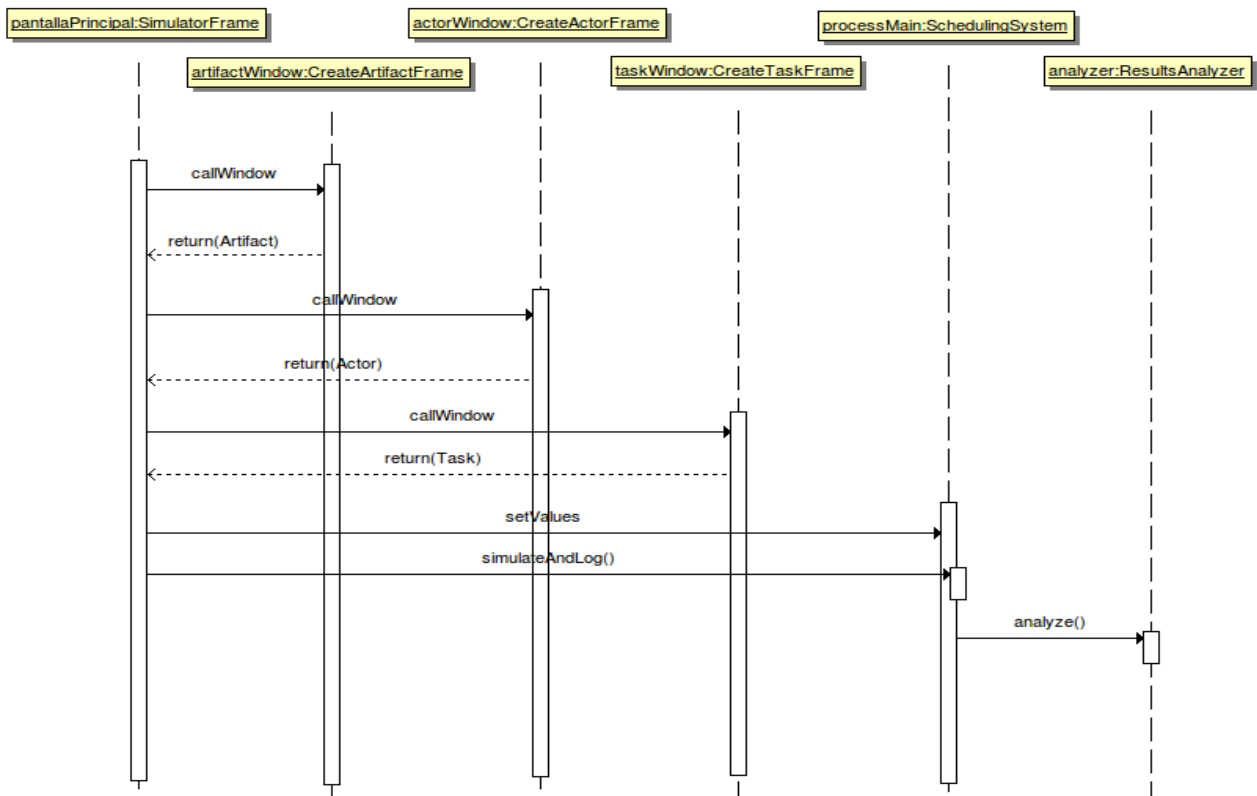 pantallaPrincipal:SimulatorFrame
actorWindow:CreateActorFrame
processMain:SchedulingSystem
artifactWindow:CreateArtifactFrame
taskWindow:CreateTaskFrame
analyzer:ResultsAnalyzer
callWindow
return(Artifact)
callWindow
return(Actor)
callWindow
return(Task)
setValues
simulateAndLog()
analyze()